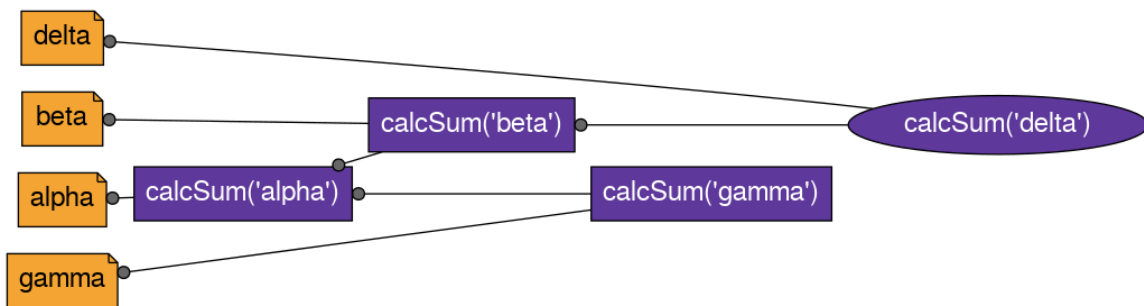 delta
beta
calcSum('beta')
calcSum('delta')
alpha
calcSum('alpha')
calcSum('gamma')
gamma